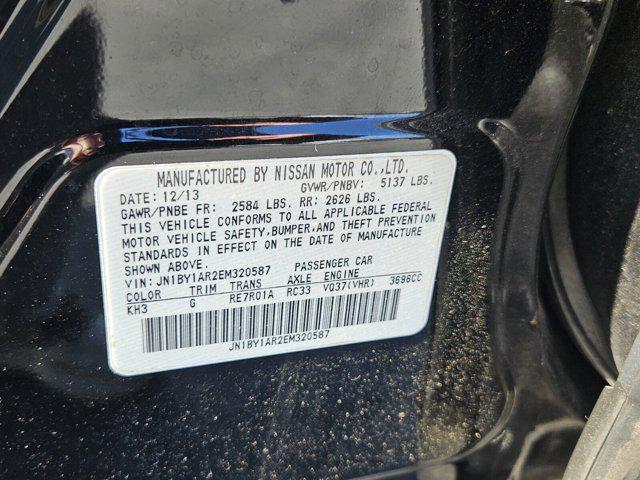 MANUFACTURED BY NISSAN MOTOR CO.,LTD.
DATE: 12/13 GVWR/PNBV: 5137 LBS.
GAWR/PNBE FR: 2584 LBS. RR: 2626 LBS.
THIS VEHICLE CONFORMS TO ALL APPLICABLE FEDERAL
MOTOR VEHICLE SAFETY,BUMPER,AND THEFT PREVENTION
STANDARDS IN EFFECT ON THE DATE OF MANUFACTURE
SHOWN ABOVE.
VIN: JN1BY1AR2EM320587 PASSENGER CAR
COLOR TRIM TRANS AXLE ENGINE
KH3 G RE7R01A RC33 VQ37(VHR) 3696CC
JN1BY1AR2EM320587